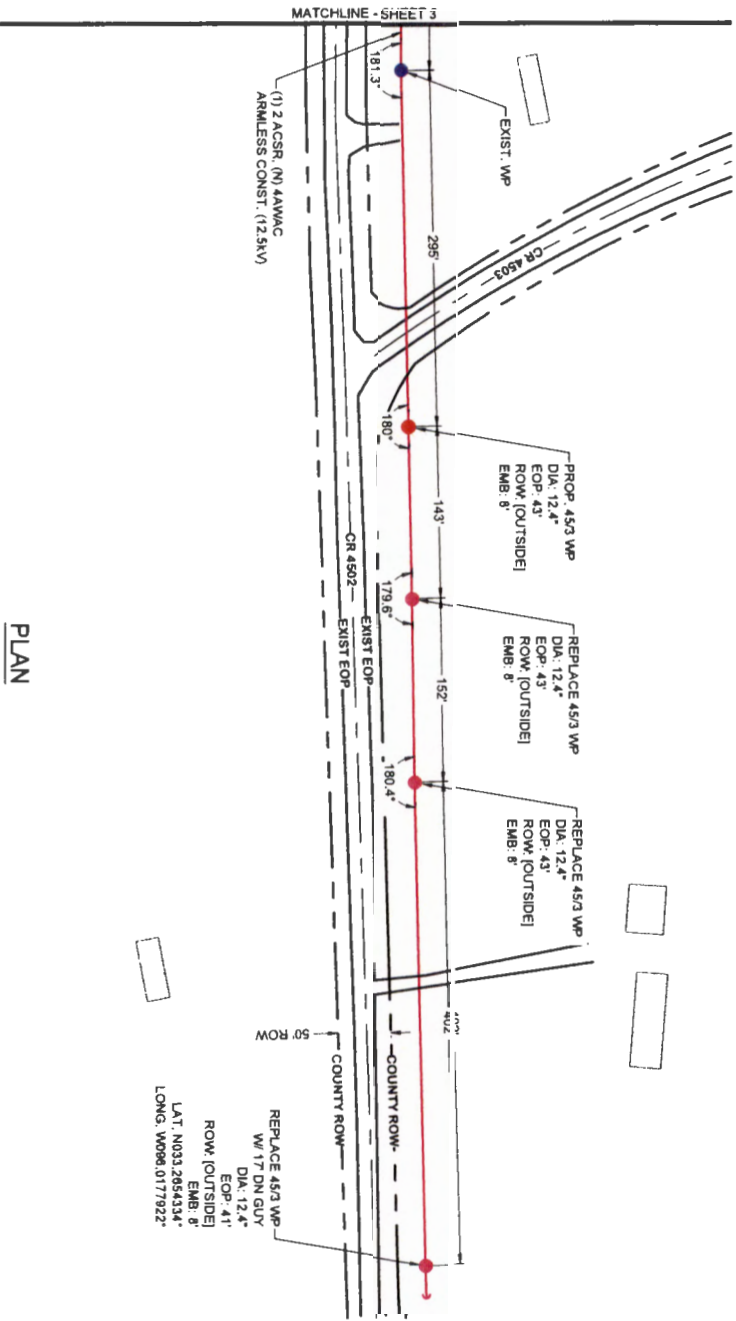 MATCHLINE - SHEET 3
181.3°
EXIST. WP
(1) 2 ACSR, (N) 4AWAC
ARMLESS CONST. (12.5kV)
295'
CR 4503
180°
PROP. 45/3 WP
DIA: 12.4"
EOP: 43'
ROW: [OUTSIDE]
EMB: 8'
143'
CR 4502
EXIST EOP
EXIST EOP
179.6°
REPLACE 45/3 WP
DIA: 12.4"
EOP: 43'
ROW: [OUTSIDE]
EMB: 8'
152'
180.4°
REPLACE 45/3 WP
DIA: 12.4"
EOP: 43'
ROW: [OUTSIDE]
EMB: 8'
402'
50' ROW
COUNTY ROW
COUNTY ROW
REPLACE 45/3 WP
W/ 17' DN GUY
DIA: 12.4"
EOP: 41'
ROW: [OUTSIDE]
EMB: 8'
LAT. N033.2654334°
LONG. W096.0177922°
PLAN